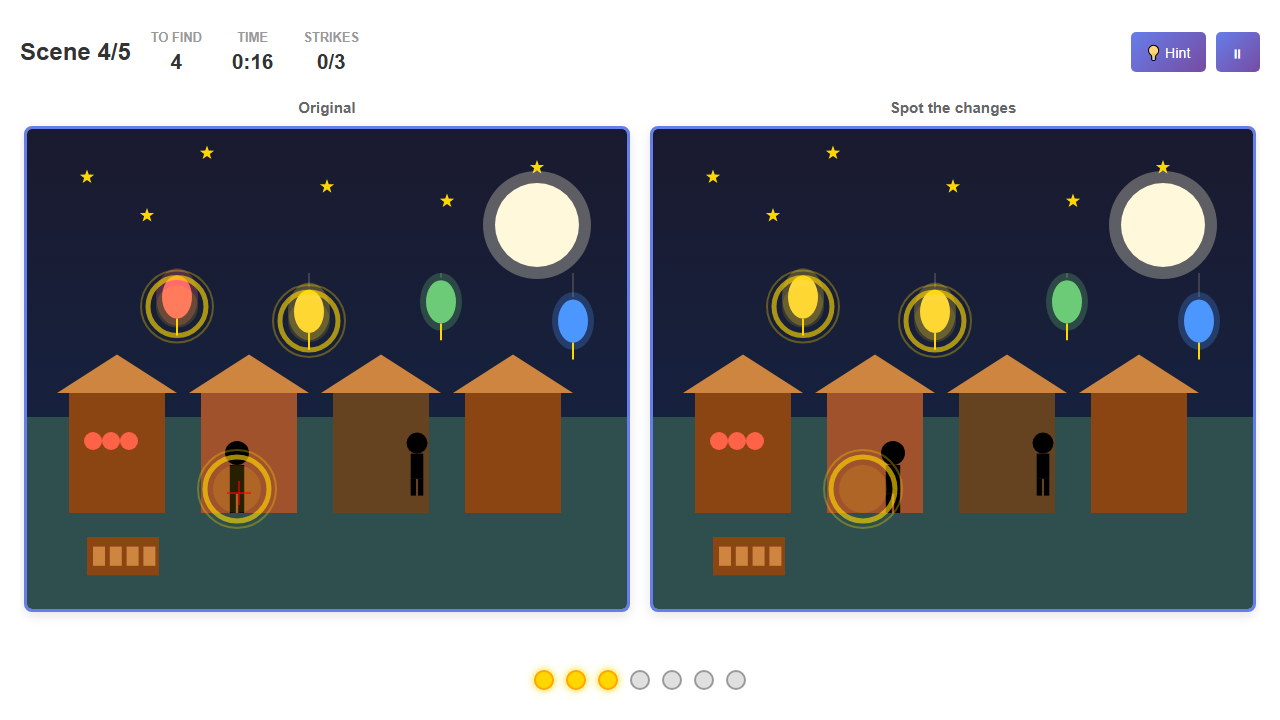 Scene 4/5
TO FIND
4
TIME
0:16
STRIKES
0/3
Hint
Original
Spot the changes